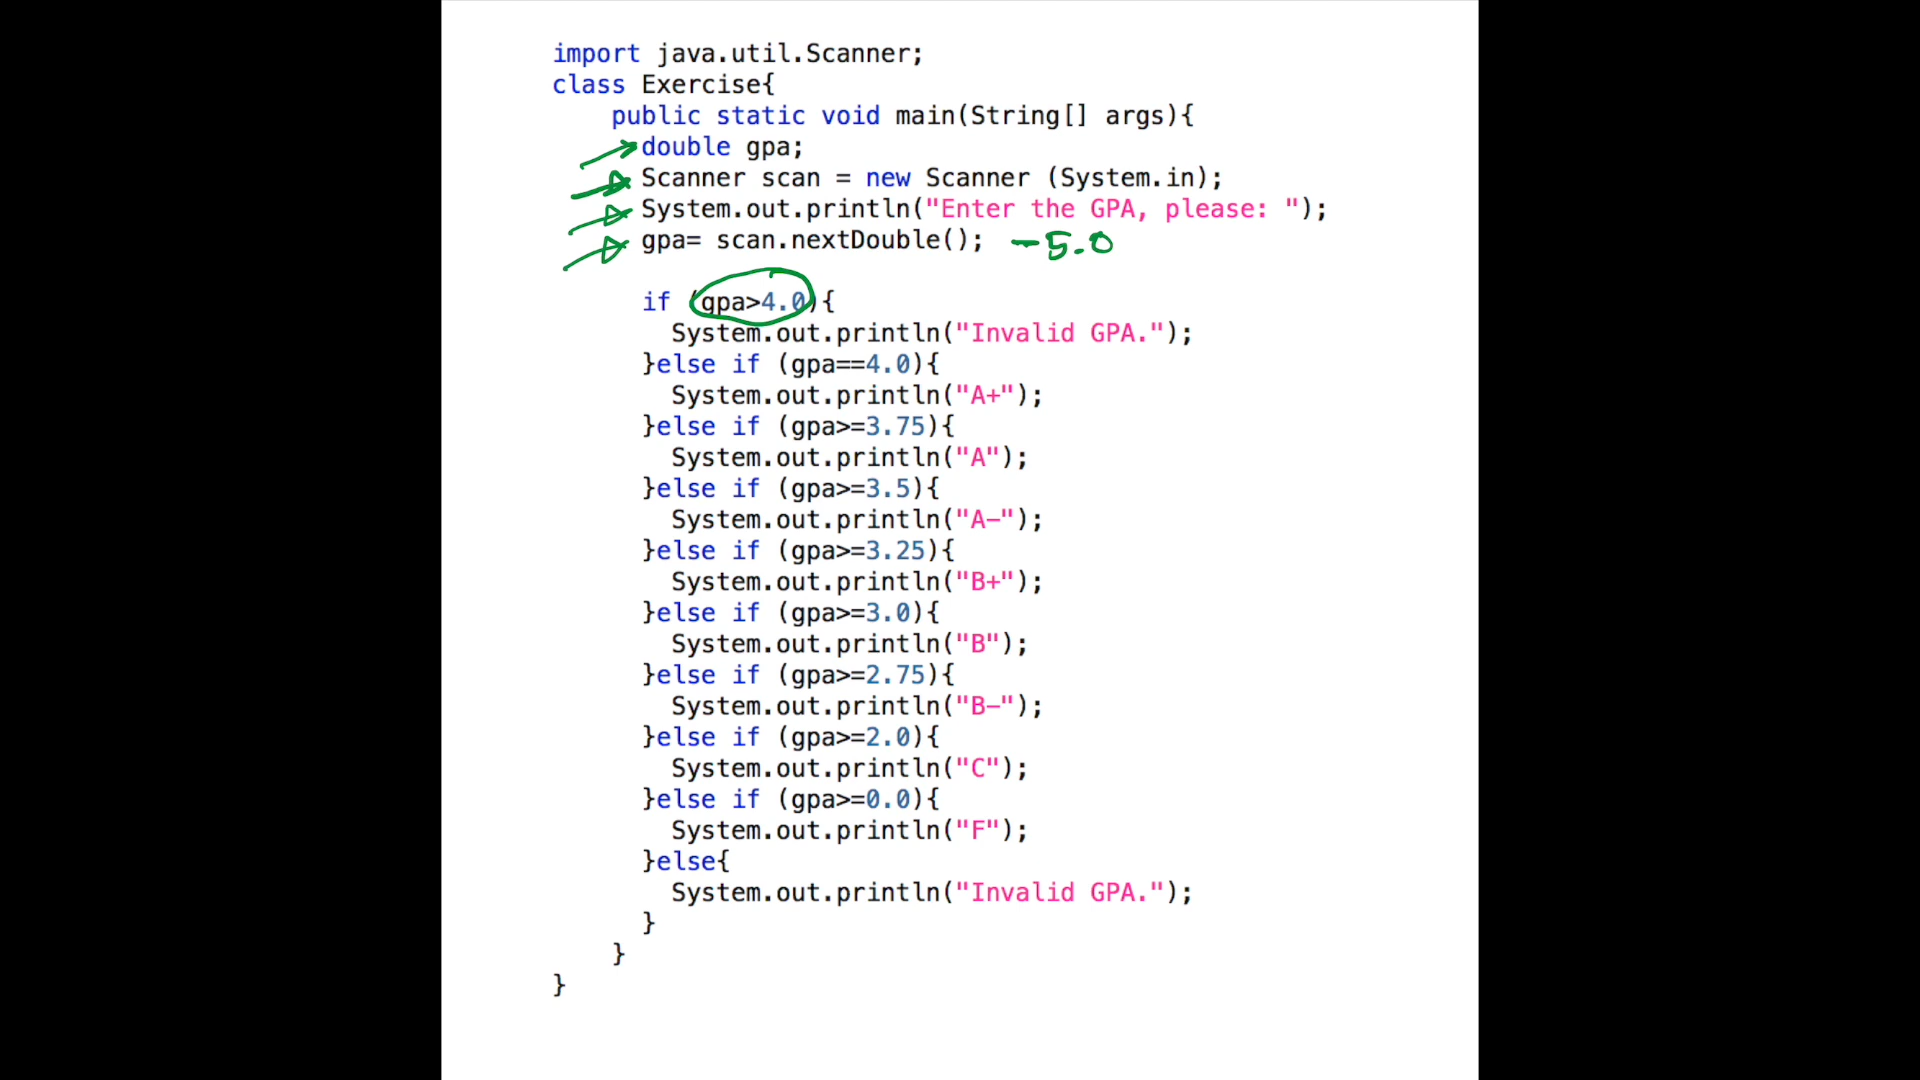 import java.util.Scanner;
class Exercise{
public static void main(String[] args){
double gpa;
Scanner scan = new Scanner (System.in);
System.out.println("Enter the GPA, please: ");
gpa= scan.nextDouble(); -5.0
if (gpa>4.0){
System.out.println("Invalid GPA.");
}else if (gpa==4.0){
System.out.println("A+");
}else if (gpa>=3.75){
System.out.println("A");
}else if (gpa>=3.5){
System.out.println("A-");
}else if (gpa>=3.25){
System.out.println("B+");
}else if (gpa>=3.0){
System.out.println("B");
}else if (gpa>=2.75){
System.out.println("B-");
}else if (gpa>=2.0){
System.out.println("C");
}else if (gpa>=0.0){
System.out.println("F");
}else{
System.out.println("Invalid GPA.");
}
}
}